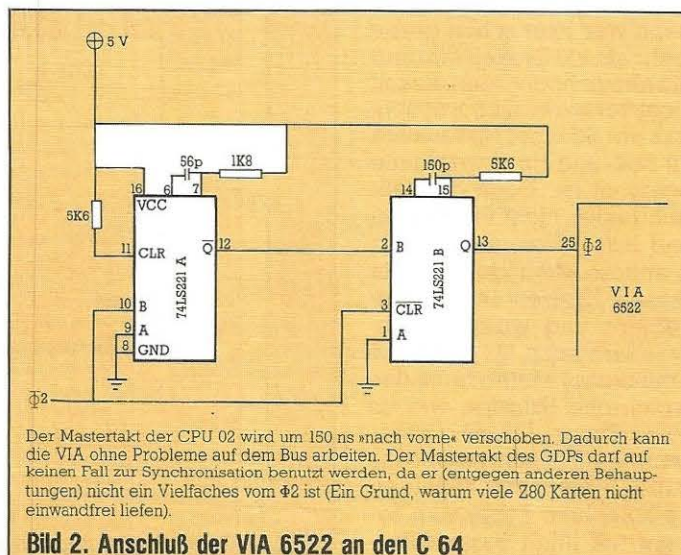 5 V
56p
1K8
150p
5K6
16
6
7
14
15
5K6
VCC
11
CLR
Q
12
2
B
Q
13
25
Φ2
74LS221 A
74LS221 B
10
B
3
CLR
VIA
6522
9
A
1
A
8
GND
Φ2
Der Mastertakt der CPU 02 wird um 150 ns »nach vorne« verschoben. Dadurch kann
die VIA ohne Probleme auf dem Bus arbeiten. Der Mastertakt des GDPs darf auf
keinen Fall zur Synchronisation benutzt werden, da er (entgegen anderen Behaup-
tungen) nicht ein Vielfaches vom Φ2 ist (Ein Grund, warum viele Z80 Karten nicht
einwandfrei liefen).
Bild 2. Anschluß der VIA 6522 an den C 64